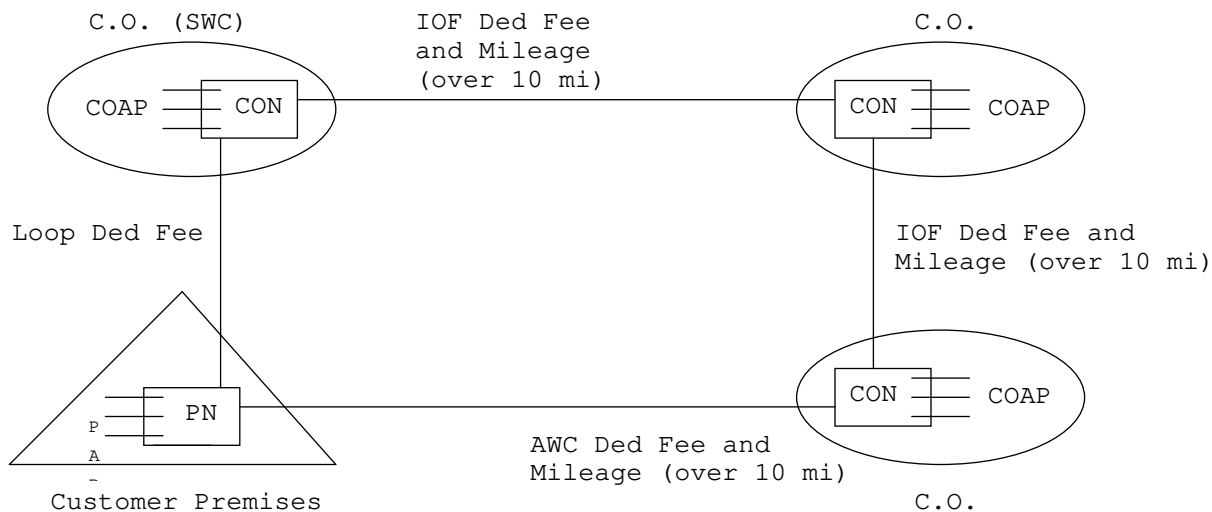 C.O. (SWC)
IOF Ded Fee
and Mileage
(over 10 mi)
C.O.
COAP
CON
CON
COAP
Loop Ded Fee
IOF Ded Fee and
Mileage (over 10 mi)
PN
P
A
CON
COAP
AWC Ded Fee and
Mileage (over 10 mi)
Customer Premises
C.O.